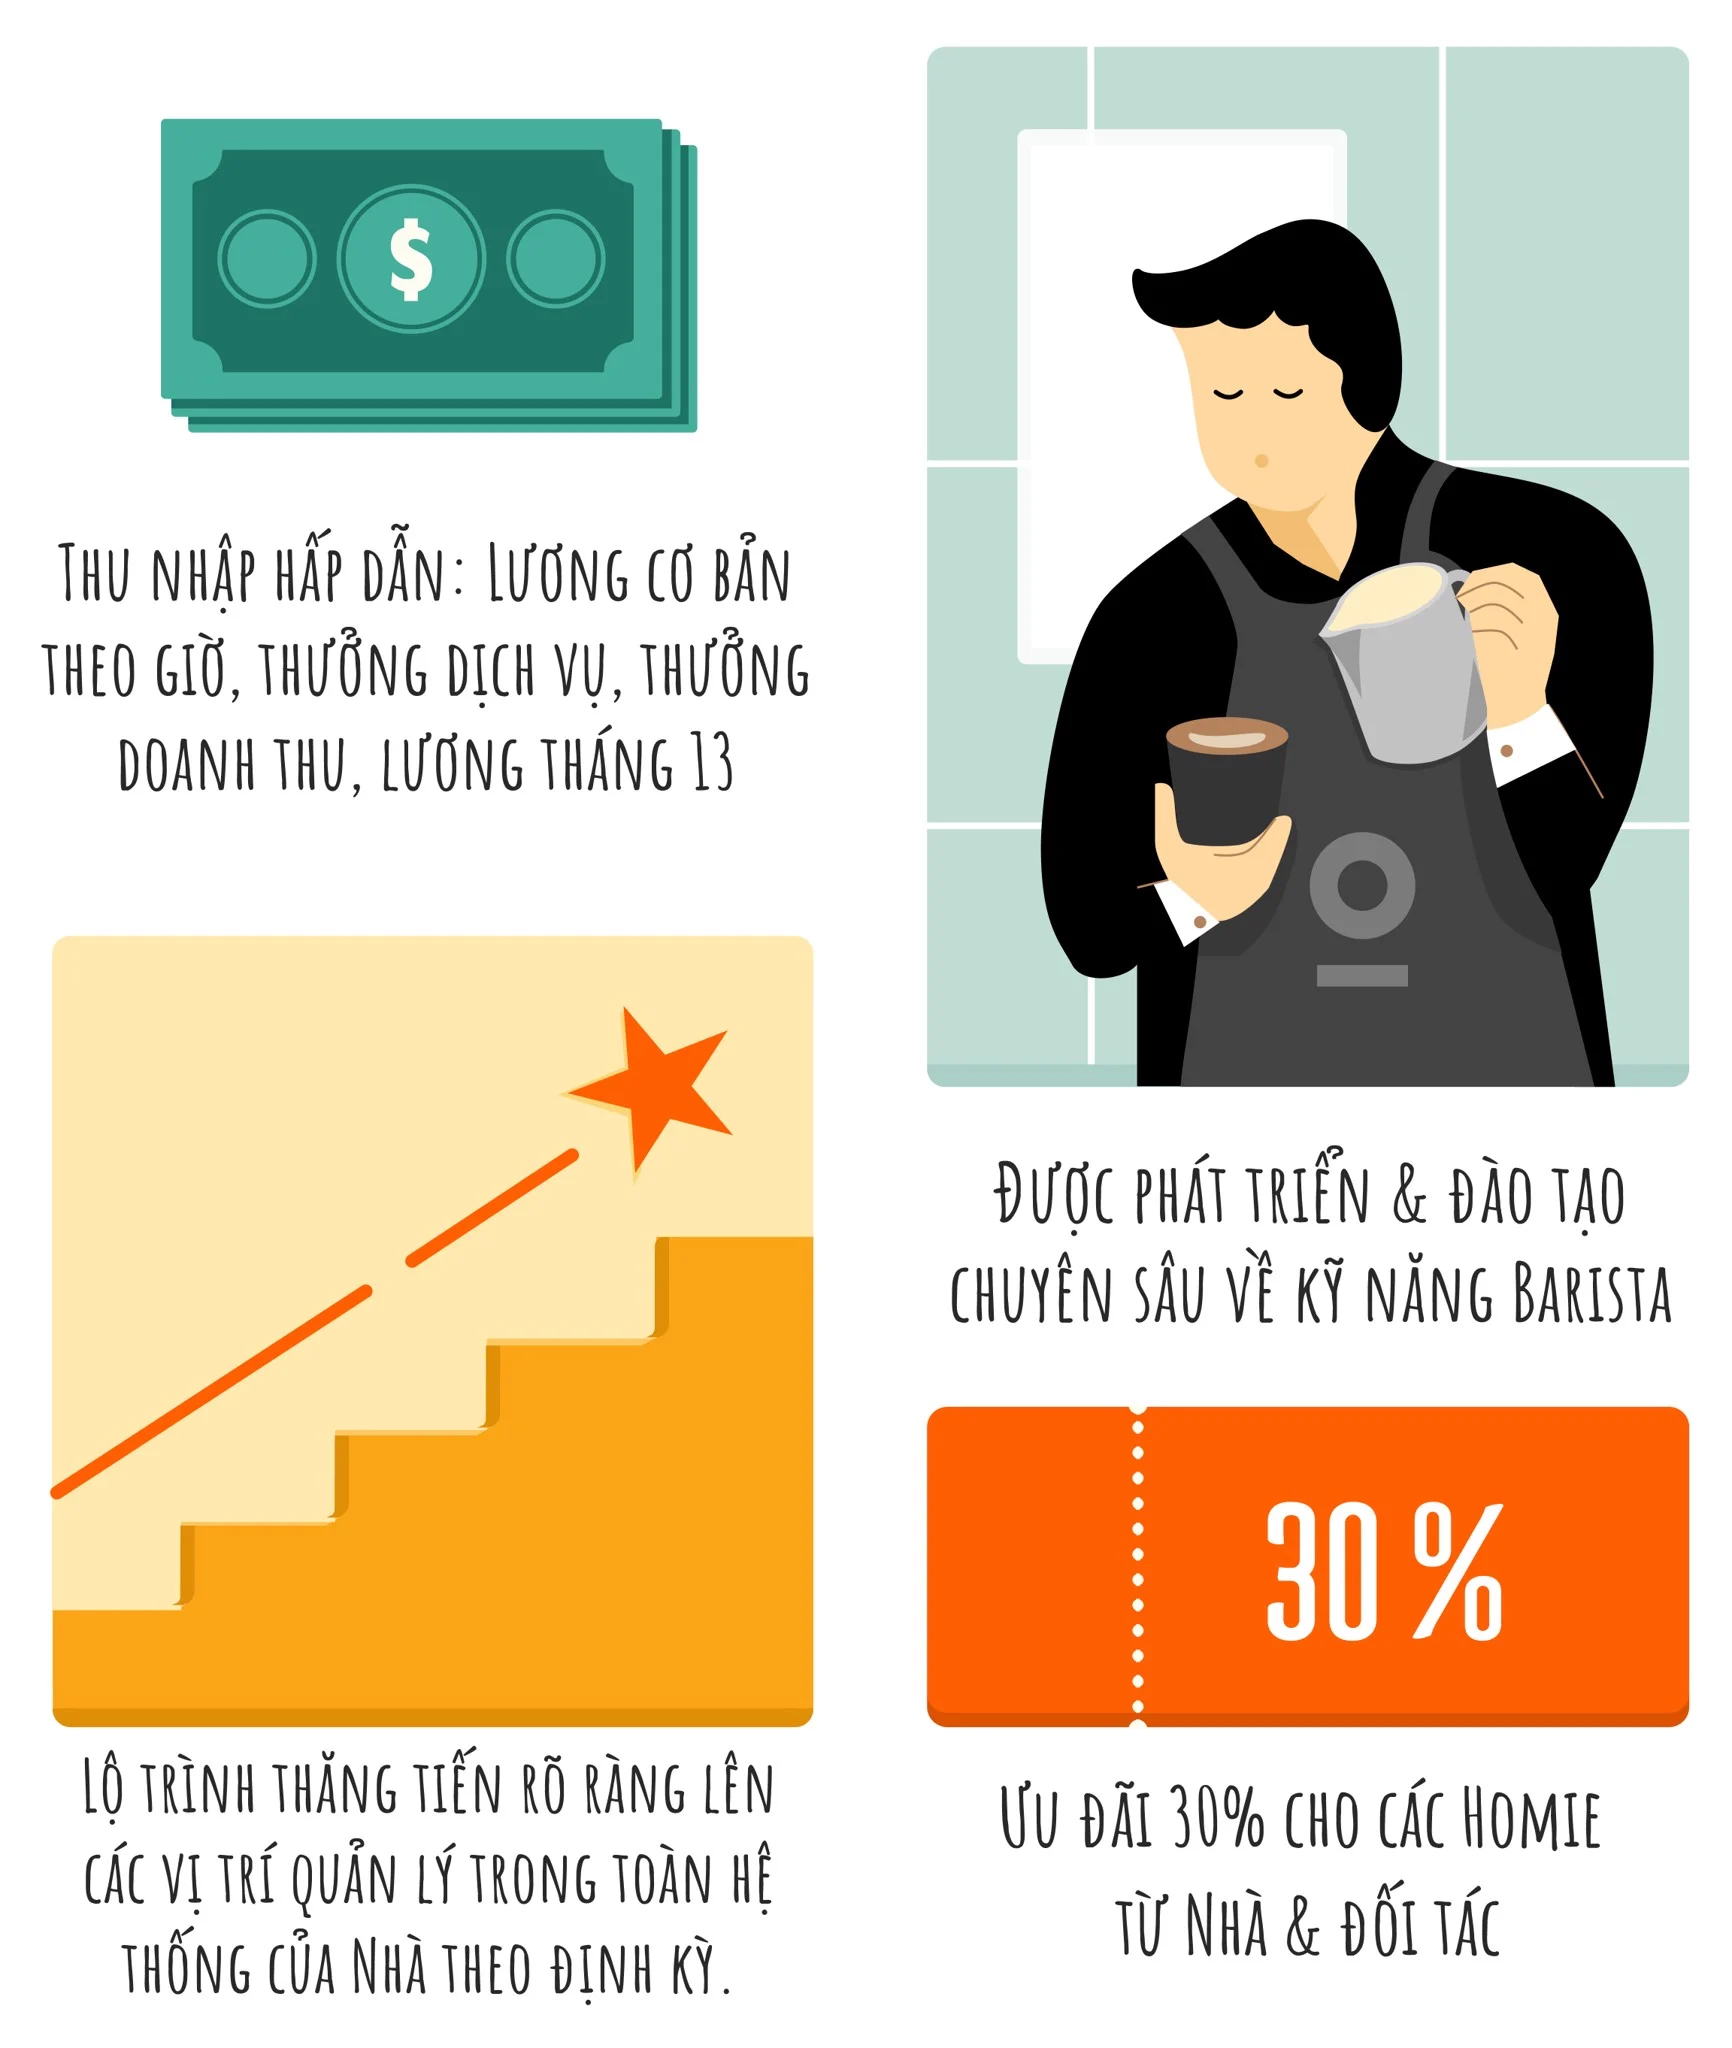 $
Thu nhập hấp dẫn: Lương cơ bản
theo giờ, thưởng dịch vụ, thưởng
doanh thu, lương tháng 13
Được phát triển & đào tạo
chuyên sâu về kỹ năng Barista
30%
Lộ trình thăng tiến rõ ràng lên
các vị trí quản lý trong toàn hệ
thống của Nhà theo định kỳ.
Ưu đãi 30% cho các Homie
từ Nhà & đối tác